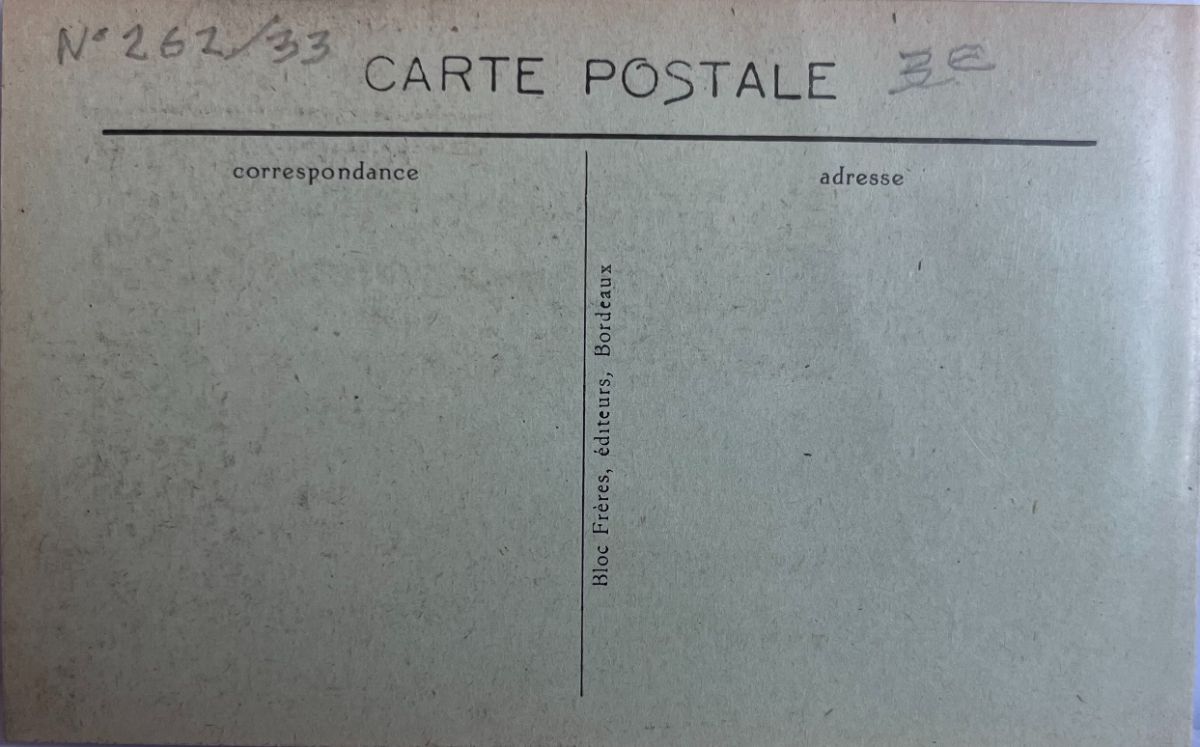 N° 262/33
CARTE POSTALE
3€
correspondance
adresse
Bloc Frères, éditeurs, Bordeaux